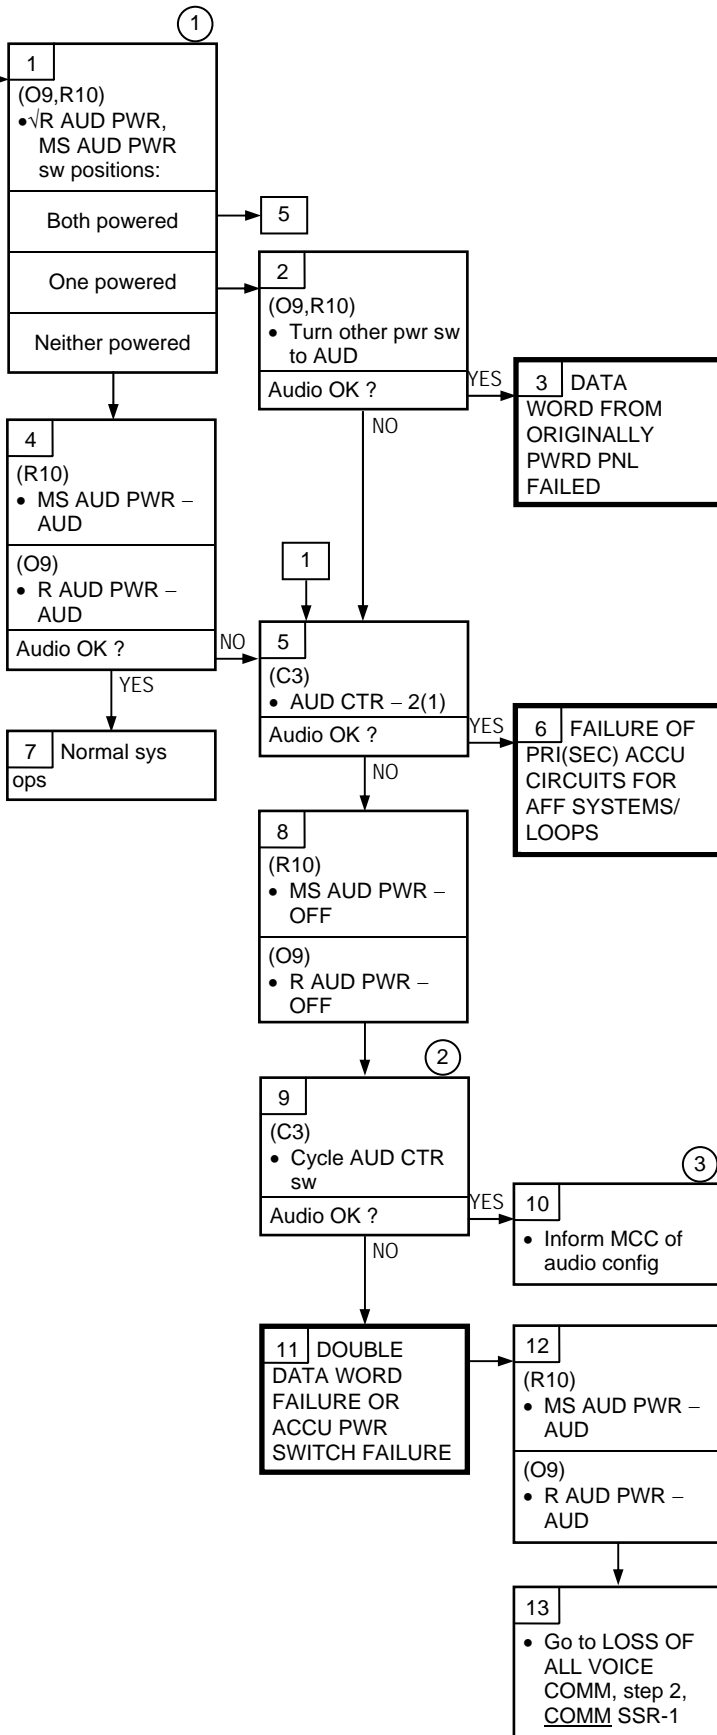 1
1
(O9,R10)
•√R AUD PWR,
MS AUD PWR
sw positions:
Both powered
One powered
Neither powered
5
2
(O9,R10)
• Turn other pwr sw
to AUD
Audio OK ?
YES
NO
3 DATA
WORD FROM
ORIGINALLY
PWRD PNL
FAILED
4
(R10)
• MS AUD PWR –
AUD
(O9)
• R AUD PWR –
AUD
Audio OK ?
NO
YES
1
5
(C3)
• AUD CTR – 2(1)
Audio OK ?
YES
NO
6 FAILURE OF
PRI(SEC) ACCU
CIRCUITS FOR
AFF SYSTEMS/
LOOPS
7 Normal sys
ops
8
(R10)
• MS AUD PWR –
OFF
(O9)
• R AUD PWR –
OFF
2
9
(C3)
• Cycle AUD CTR
sw
Audio OK ?
YES
NO
3
10
• Inform MCC of
audio config
11 DOUBLE
DATA WORD
FAILURE OR
ACCU PWR
SWITCH FAILURE
12
(R10)
• MS AUD PWR –
AUD
(O9)
• R AUD PWR –
AUD
13
• Go to LOSS OF
ALL VOICE
COMM, step 2,
COMM SSR-1